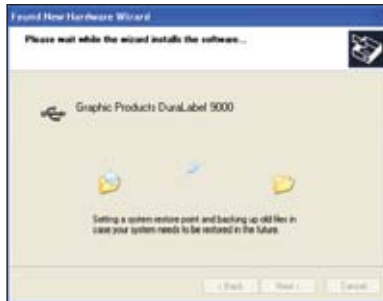 Found New Hardware Wizard
Please wait while the wizard installs the software...
Graphic Products DuraLabel 9000
Setting a system restore point and backing up old files in
case your system needs to be restored in the future.
< Back
Next >
Cancel